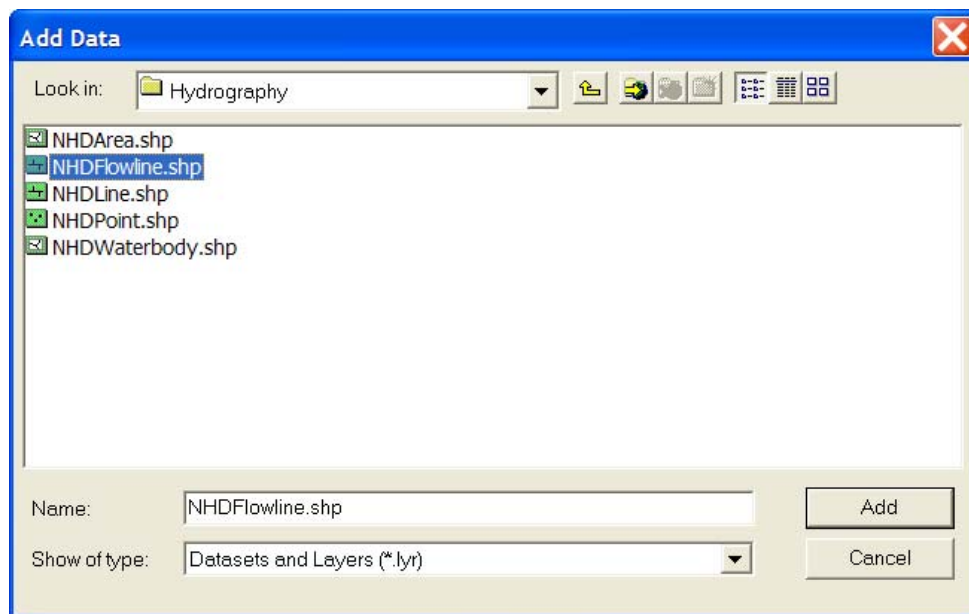 Add Data
Look in: Hydrography
NHDArea.shp
NHDFlowline.shp
NHDLine.shp
NHDPoint.shp
NHDWaterbody.shp
Name: NHDFlowline.shp Add
Show of type: Datasets and Layers (*.lyr) Cancel